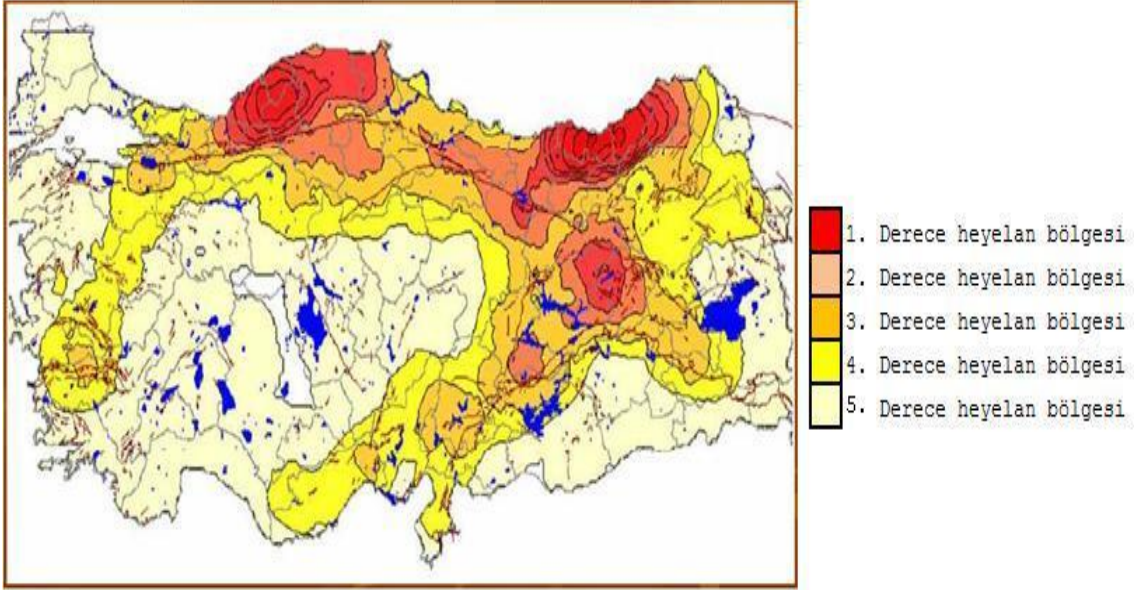 1. Derece heyelan bölgesi
2. Derece heyelan bölgesi
3. Derece heyelan bölgesi
4. Derece heyelan bölgesi
5. Derece heyelan bölgesi